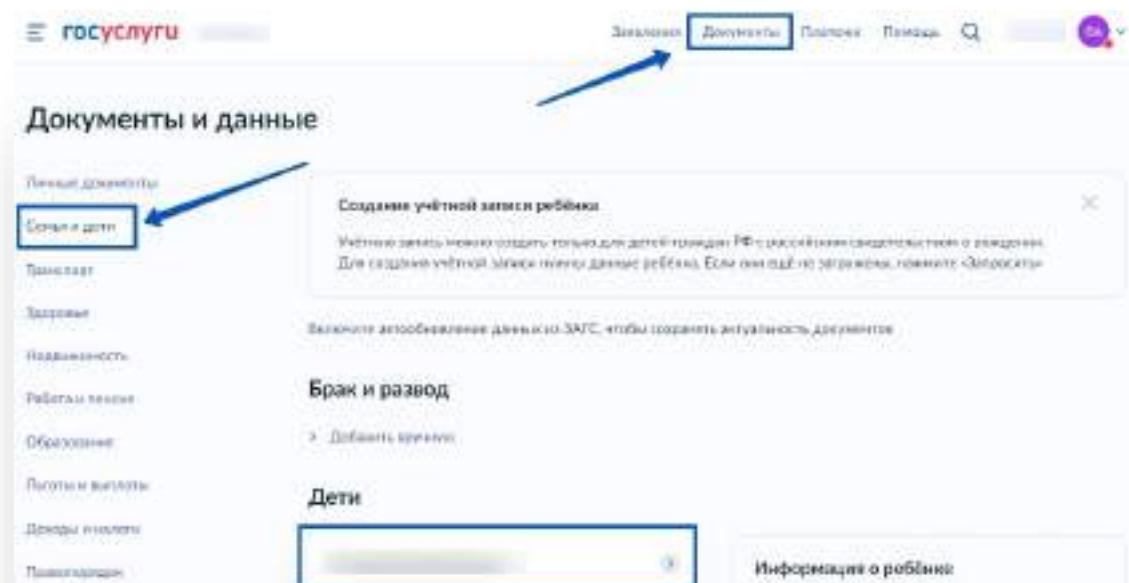 госуслуги
Заявления Документы Платежи Помощь
Документы и данные
Личные документы
Семья и дети
Транспорт
Здоровье
Недвижимость
Работа и пенсия
Образование
Льготы и выплаты
Доходы и налоги
Правопорядок
Создание учётной записи ребёнка
Учётную запись можно создать только для детей-граждан РФ с российским свидетельством о рождении.
Для создания учётной записи нужны данные ребёнка. Если они ещё не загружены, нажмите «Запросить»
Включите автообновление данных из ЗАГС, чтобы сохранять актуальность документов
Брак и развод
Добавить вручную
Дети
Информация о ребёнке